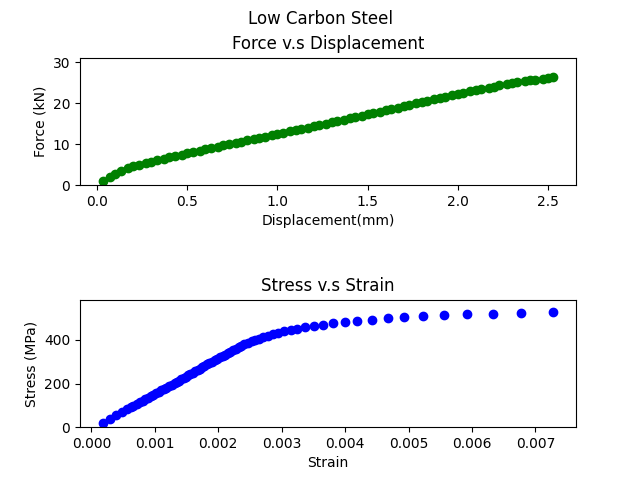 Low Carbon Steel
Force v.s Displacement
30
20
10
0
Force (kN)
0.0 0.5 1.0 1.5 2.0 2.5
Displacement(mm)
Stress v.s Strain
400
200
0
Stress (MPa)
0.000 0.001 0.002 0.003 0.004 0.005 0.006 0.007
Strain